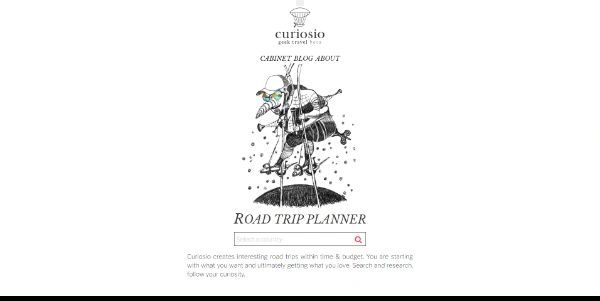 curiosio
geek travel beta
CABINET BLOG ABOUT
ROAD TRIP PLANNER
Select a country
Curiosio creates interesting road trips within time & budget. You are starting
with what you want and ultimately getting what you love. Search and research,
follow your curiosity.